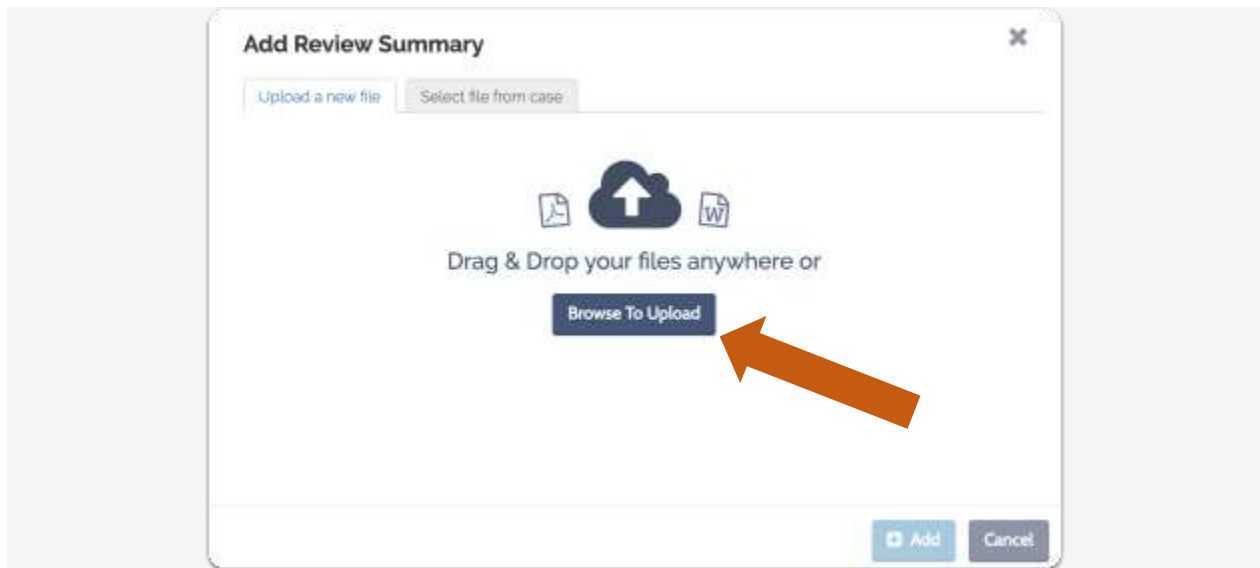 Add Review Summary
Upload a new file
Select file from case
W
Drag & Drop your files anywhere or
Browse To Upload
Add
Cancel